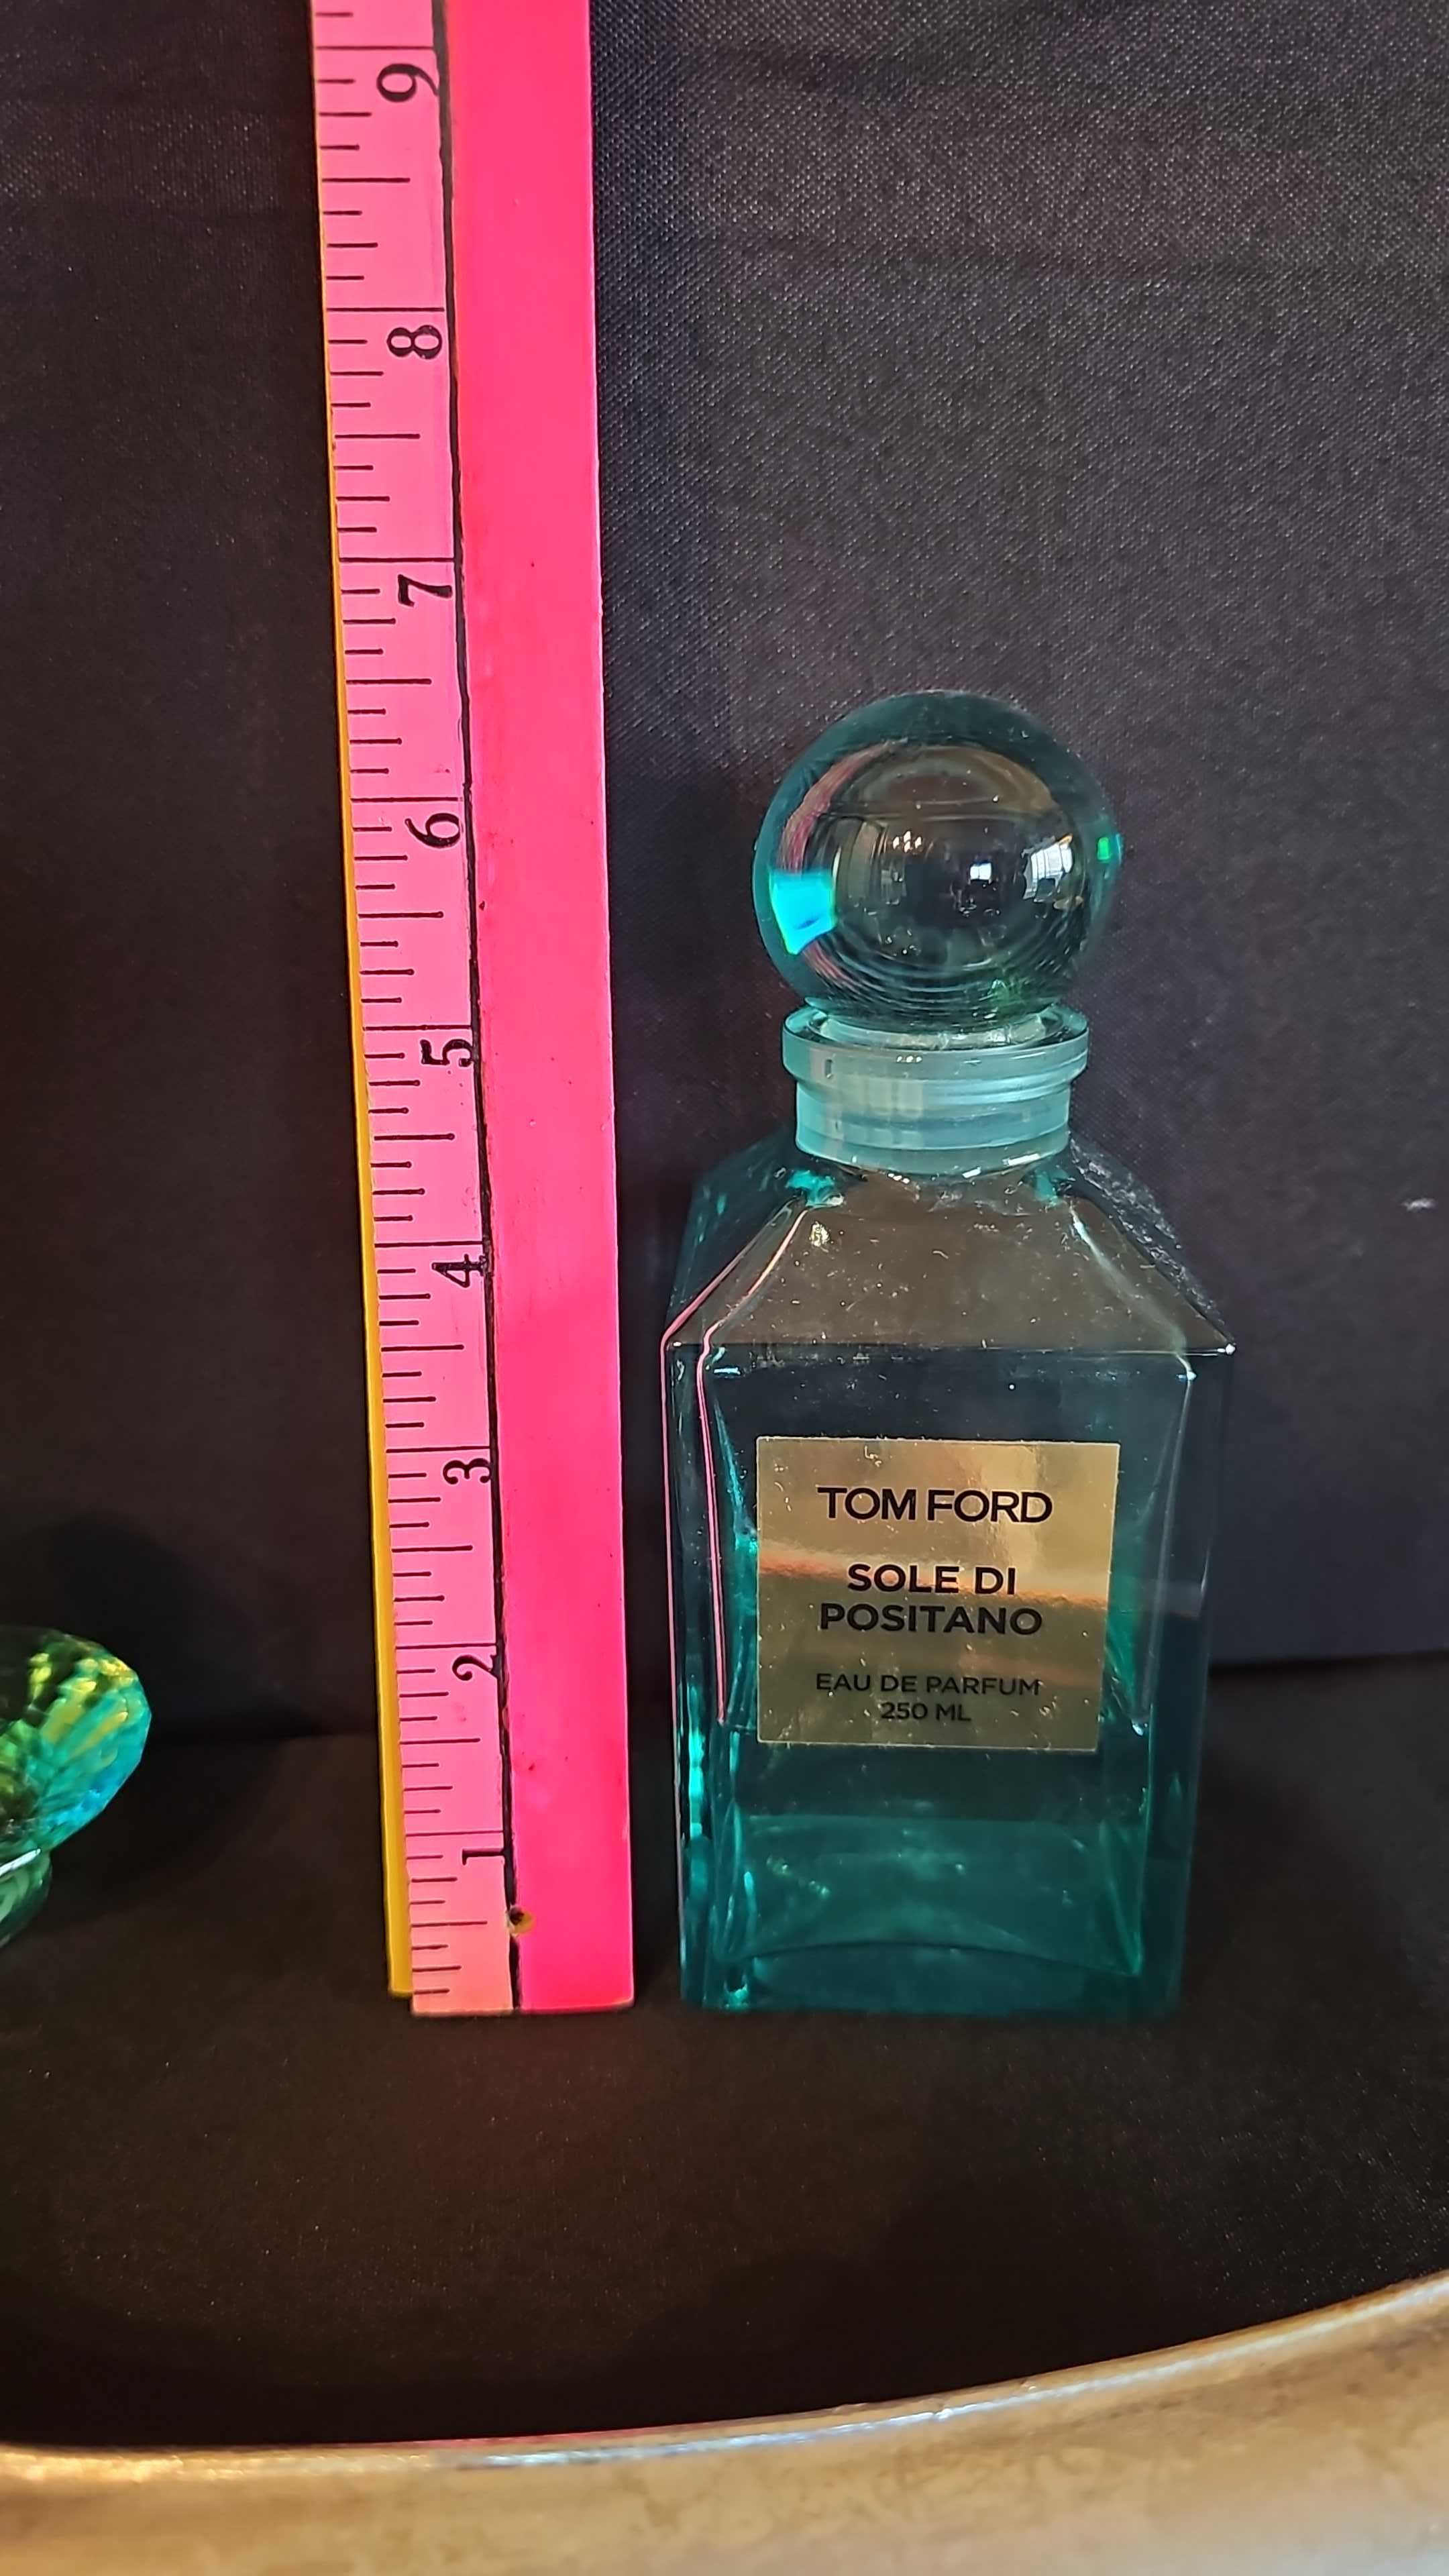 9
8
7
6
5
4
3
2
1
TOM FORD
SOLE DI
POSITANO
EAU DE PARFUM
250 ML